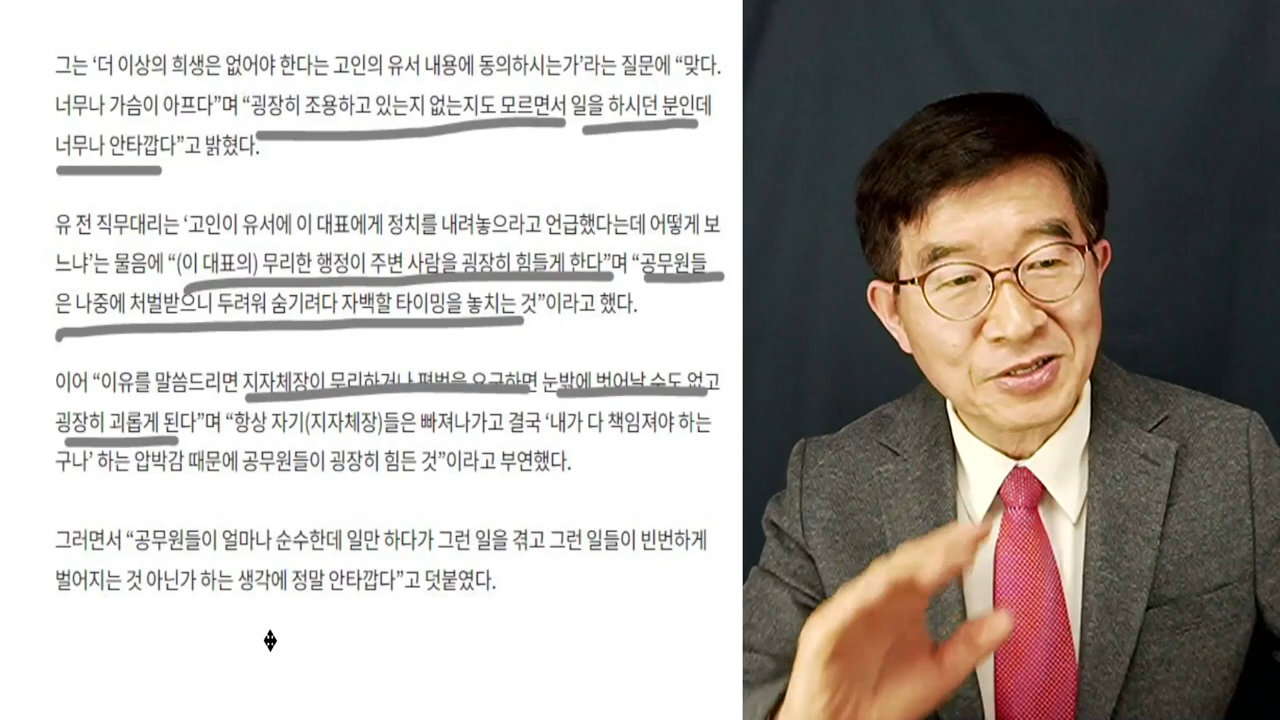 그는 ‘더 이상의 희생은 없어야 한다는 고인의 유서 내용에 동의하시는가’라는 질문에 “맞다.
너무나 가슴이 아프다”며 “굉장히 조용하고 있는지 없는지도 모르면서 일을 하시던 분인데
너무나 안타깝다”고 밝혔다.
유 전 직무대리는 ‘고인이 유서에 이 대표에게 정치를 내려놓으라고 언급했다는데 어떻게 보
느냐’는 물음에 “(이 대표의) 무리한 행정이 주변 사람을 굉장히 힘들게 한다”며 “공무원들
은 나중에 처벌받으니 두려워 숨기려다 자백할 타이밍을 놓치는 것”이라고 했다.
이어 “이유를 말씀드리면 지자체장이 무리하거나 편법을 요구하면 눈밖에 벗어날 수도 없고
굉장히 괴롭게 된다”며 “항상 자기(지자체장)들은 빠져나가고 결국 ‘내가 다 책임져야 하는
구나’ 하는 압박감 때문에 공무원들이 굉장히 힘든 것”이라고 부연했다.
그러면서 “공무원들이 얼마나 순수한데 일만 하다가 그런 일을 겪고 그런 일들이 빈번하게
벌어지는 것 아닌가 하는 생각에 정말 안타깝다”고 덧붙였다.